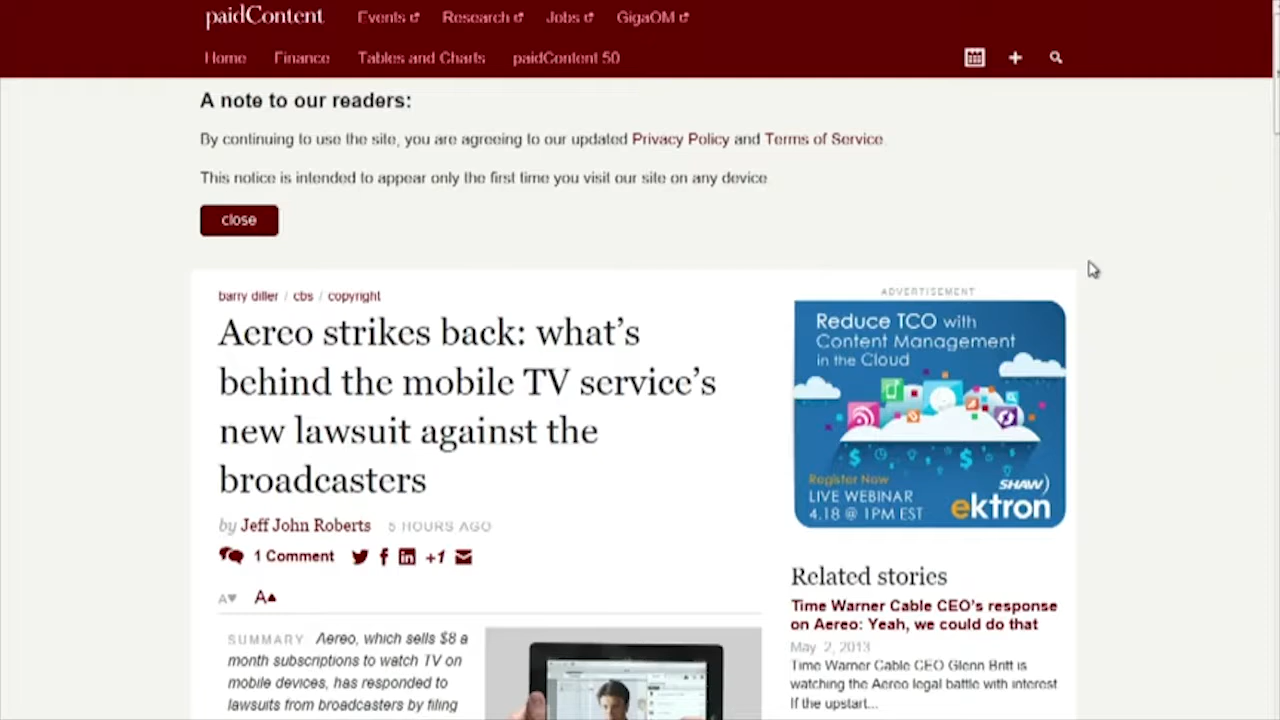 paidContent
Events
Research
Jobs
GigaOM
Home
Finance
Tables and Charts
paidContent 50
A note to our readers:
By continuing to use the site, you are agreeing to our updated Privacy Policy and Terms of Service
This notice is intended to appear only the first time you visit our site on any device
close
barry diller / cbs / copyright
Aereo strikes back: what's
behind the mobile TV service's
new lawsuit against the
broadcasters
by Jeff John Roberts 5 HOURS AGO
1 Comment
+1
A
A
SUMMARY Aereo, which sells $8 a
month subscriptions to watch TV on
mobile devices, has responded to
lawsuits from broadcasters by filing
ADVERTISEMENT
Reduce TCO with
Content Management
in the Cloud
Register Now
LIVE WEBINAR
4.18 @ 1PM EST
SHAW)
ektron
Related stories
Time Warner Cable CEO's response
on Aereo: Yeah, we could do that
May 2, 2013
Time Warner Cable CEO Glenn Britt is
watching the Aereo legal battle with interest
If the upstart...